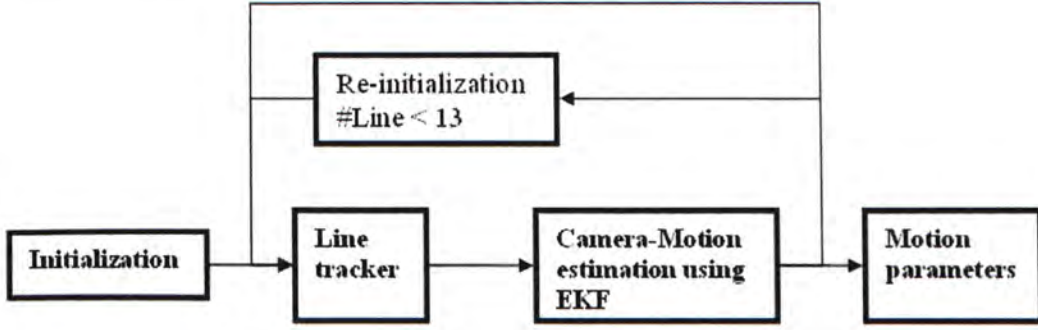 Re-initialization
#Line < 13
Initialization
Line
tracker
Camera-Motion
estimation using
EKF
Motion
parameters